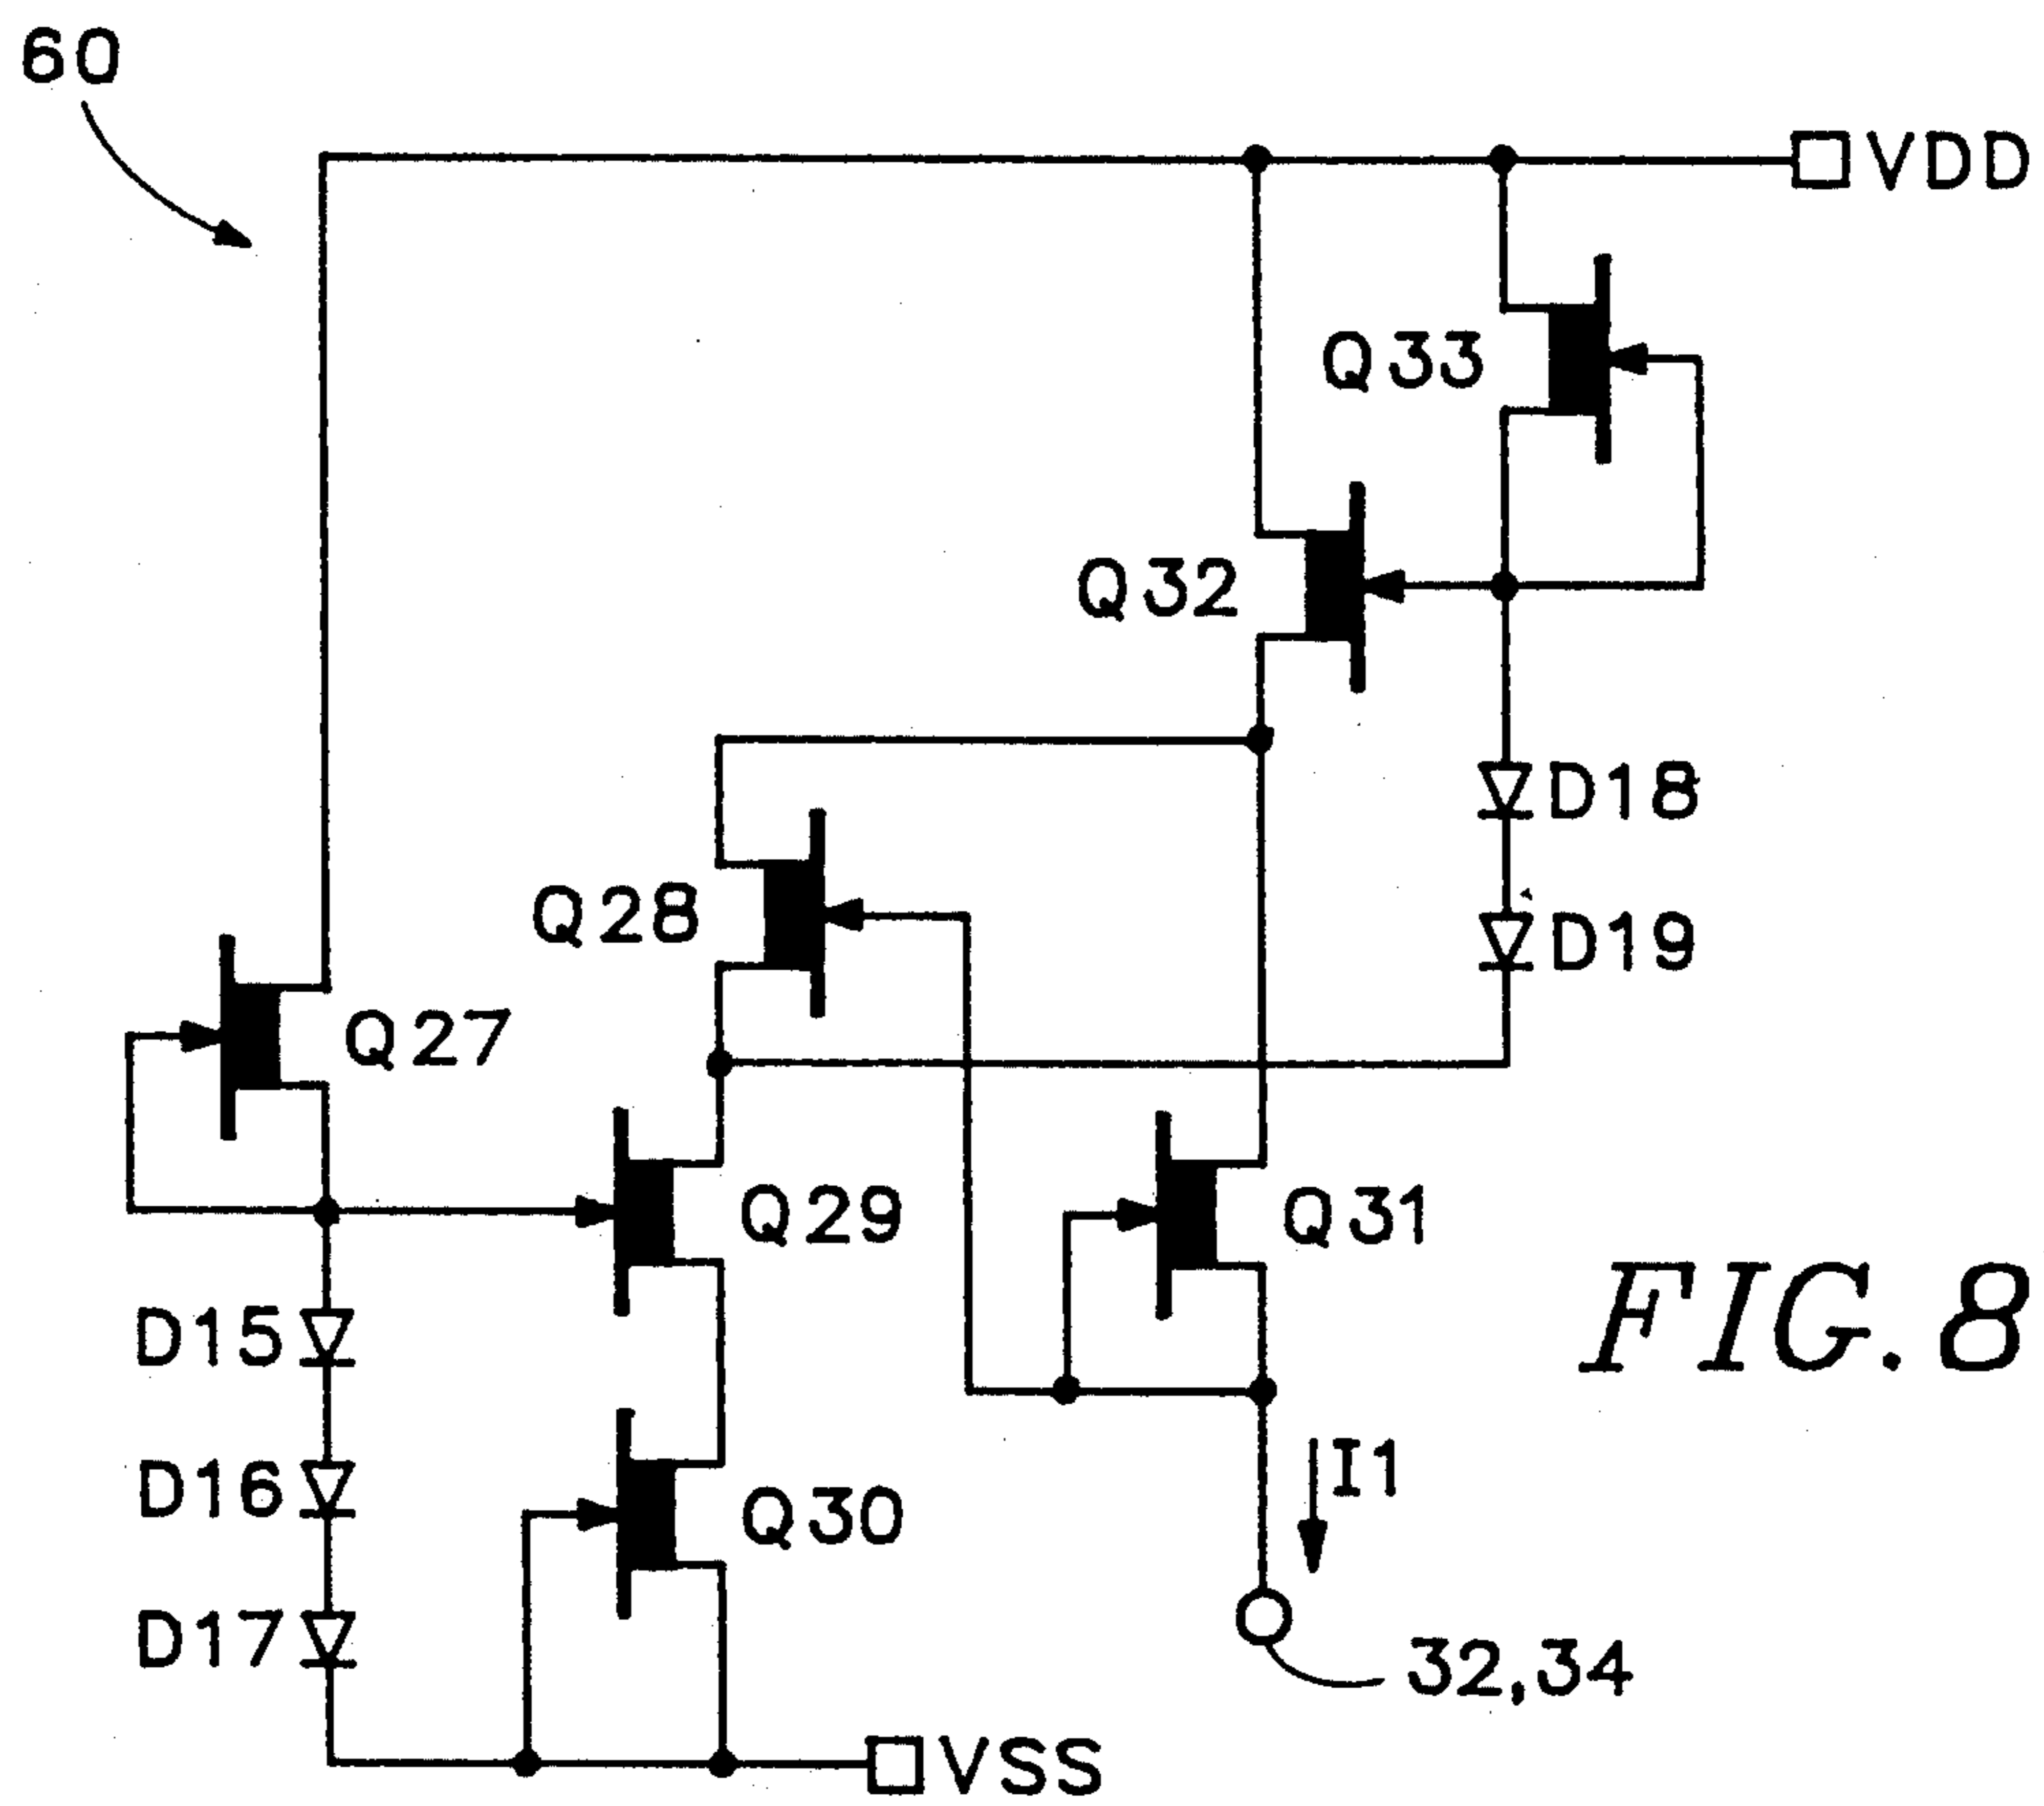 60
VDD
Q33
Q32
D18
Q28
D19
Q27
Q29
Q31
FIG. 8
D15
I1
D16
Q30
D17
32,34
VSS